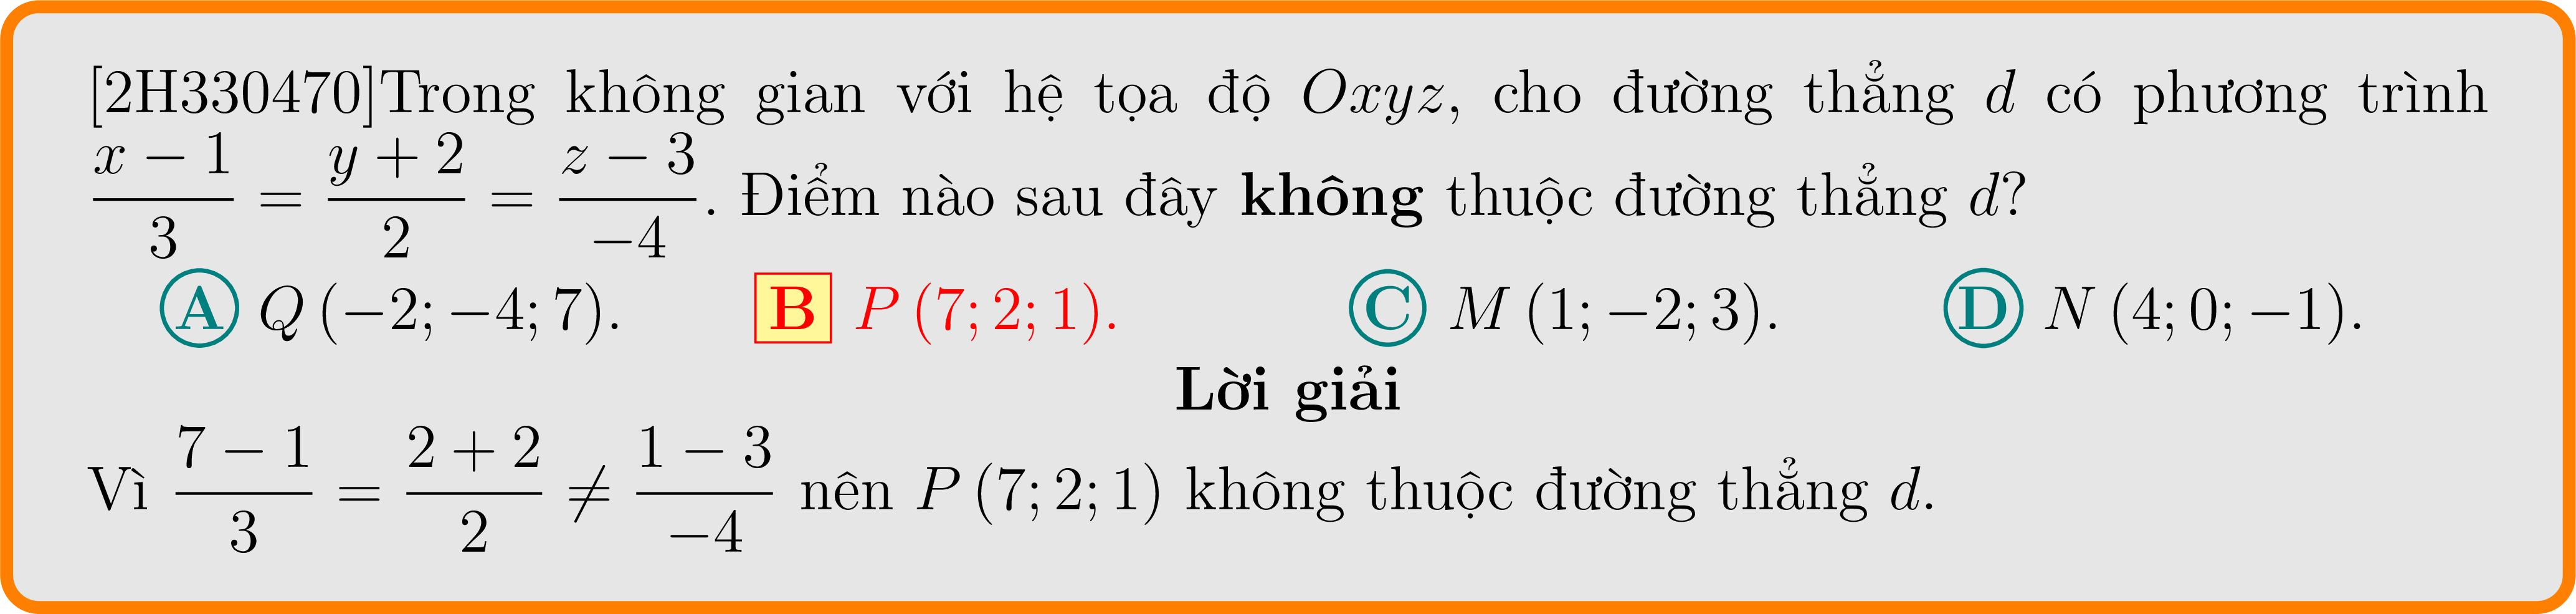 [2H330470]Trong không gian với hệ tọa độ Oxyz, cho đường thẳng d có phương trình
\frac{x − 1}{3} = \frac{y + 2}{2} = \frac{z − 3}{−4}. Điểm nào sau đây không thuộc đường thẳng d?
A Q (−2; −4; 7). B P (7; 2; 1). C M (1; −2; 3). D N (4; 0; −1).
Lời giải
Vì \frac{7 − 1}{3} = \frac{2 + 2}{2} ≠ \frac{1 − 3}{−4} nên P (7; 2; 1) không thuộc đường thẳng d.